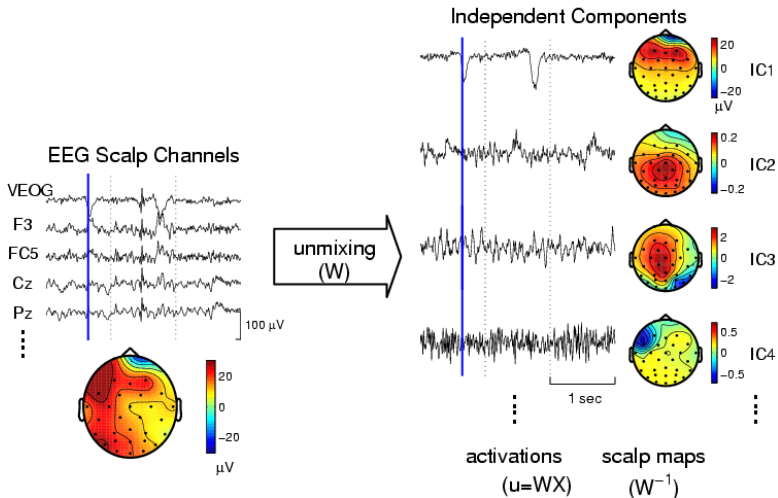 Independent Components
20
0
−20
μV
IC1
0.2
0
−0.2
IC2
2
0
−2
IC3
0.5
0
−0.5
IC4
1 sec
activations
(u=WX)
scalp maps
(W⁻¹)
EEG Scalp Channels
VEOG
F3
FC5
Cz
Pz
100 μV
20
0
−20
μV
unmixing
(W)